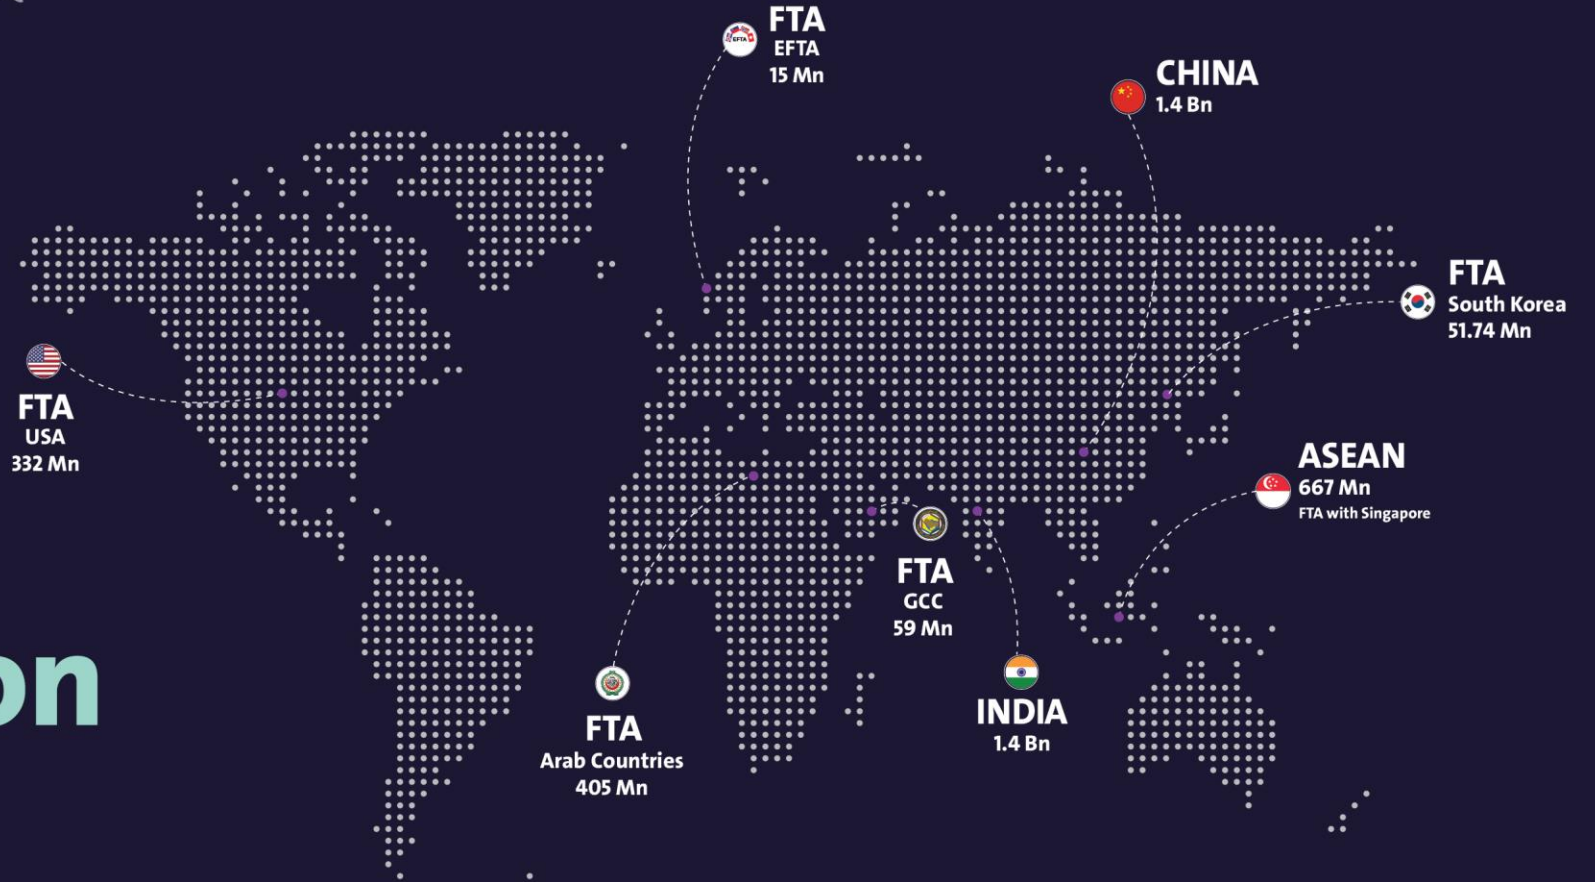 FTA
EFTA
15 Mn
CHINA
1.4 Bn
FTA
South Korea
51.74 Mn
FTA
USA
332 Mn
ASEAN
667 Mn
FTA with Singapore
FTA
GCC
59 Mn
INDIA
1.4 Bn
FTA
Arab Countries
405 Mn
on